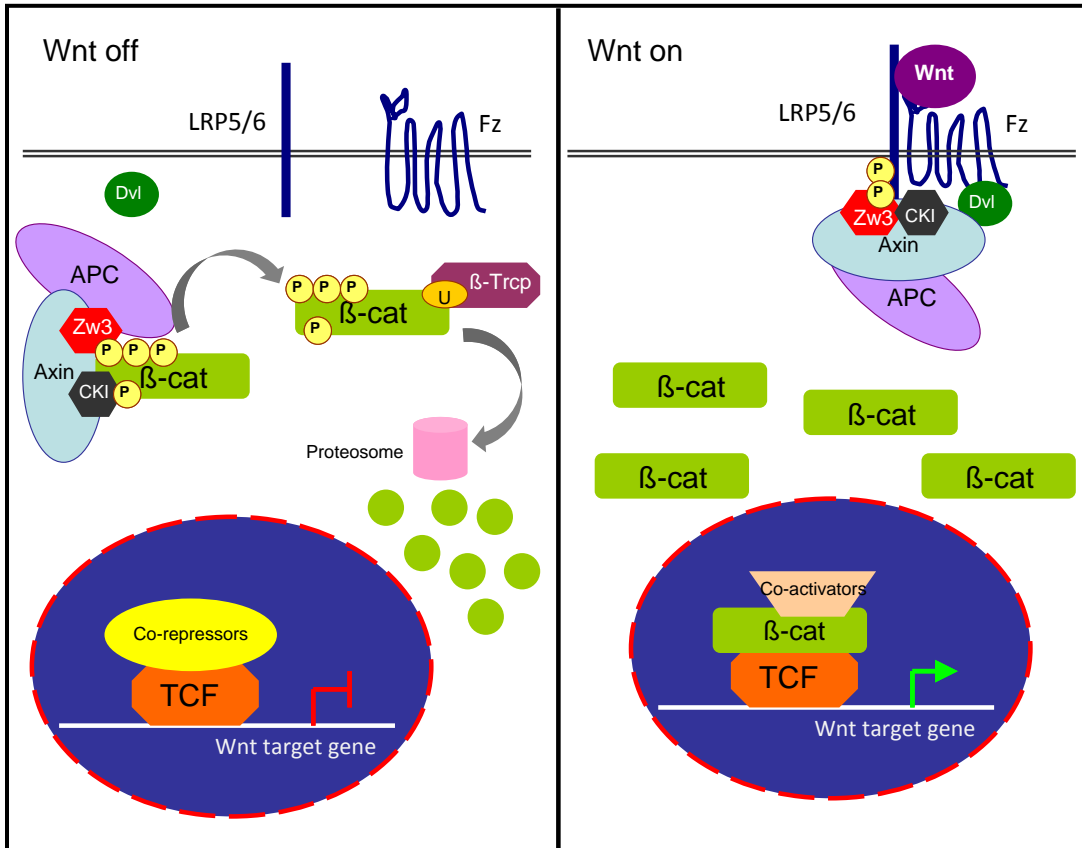 Wnt off
LRP5/6
Fz
Dvl
APC
Zw3
Axin
CKI
P P P
P
ß-cat
P P P
P
ß-cat
U
ß-Trcp
Proteosome
Co-repressors
TCF
Wnt target gene
Wnt on
Wnt
LRP5/6
Fz
P
P
Zw3
CKI
Dvl
Axin
APC
ß-cat
ß-cat
ß-cat
ß-cat
Co-activators
ß-cat
TCF
Wnt target gene